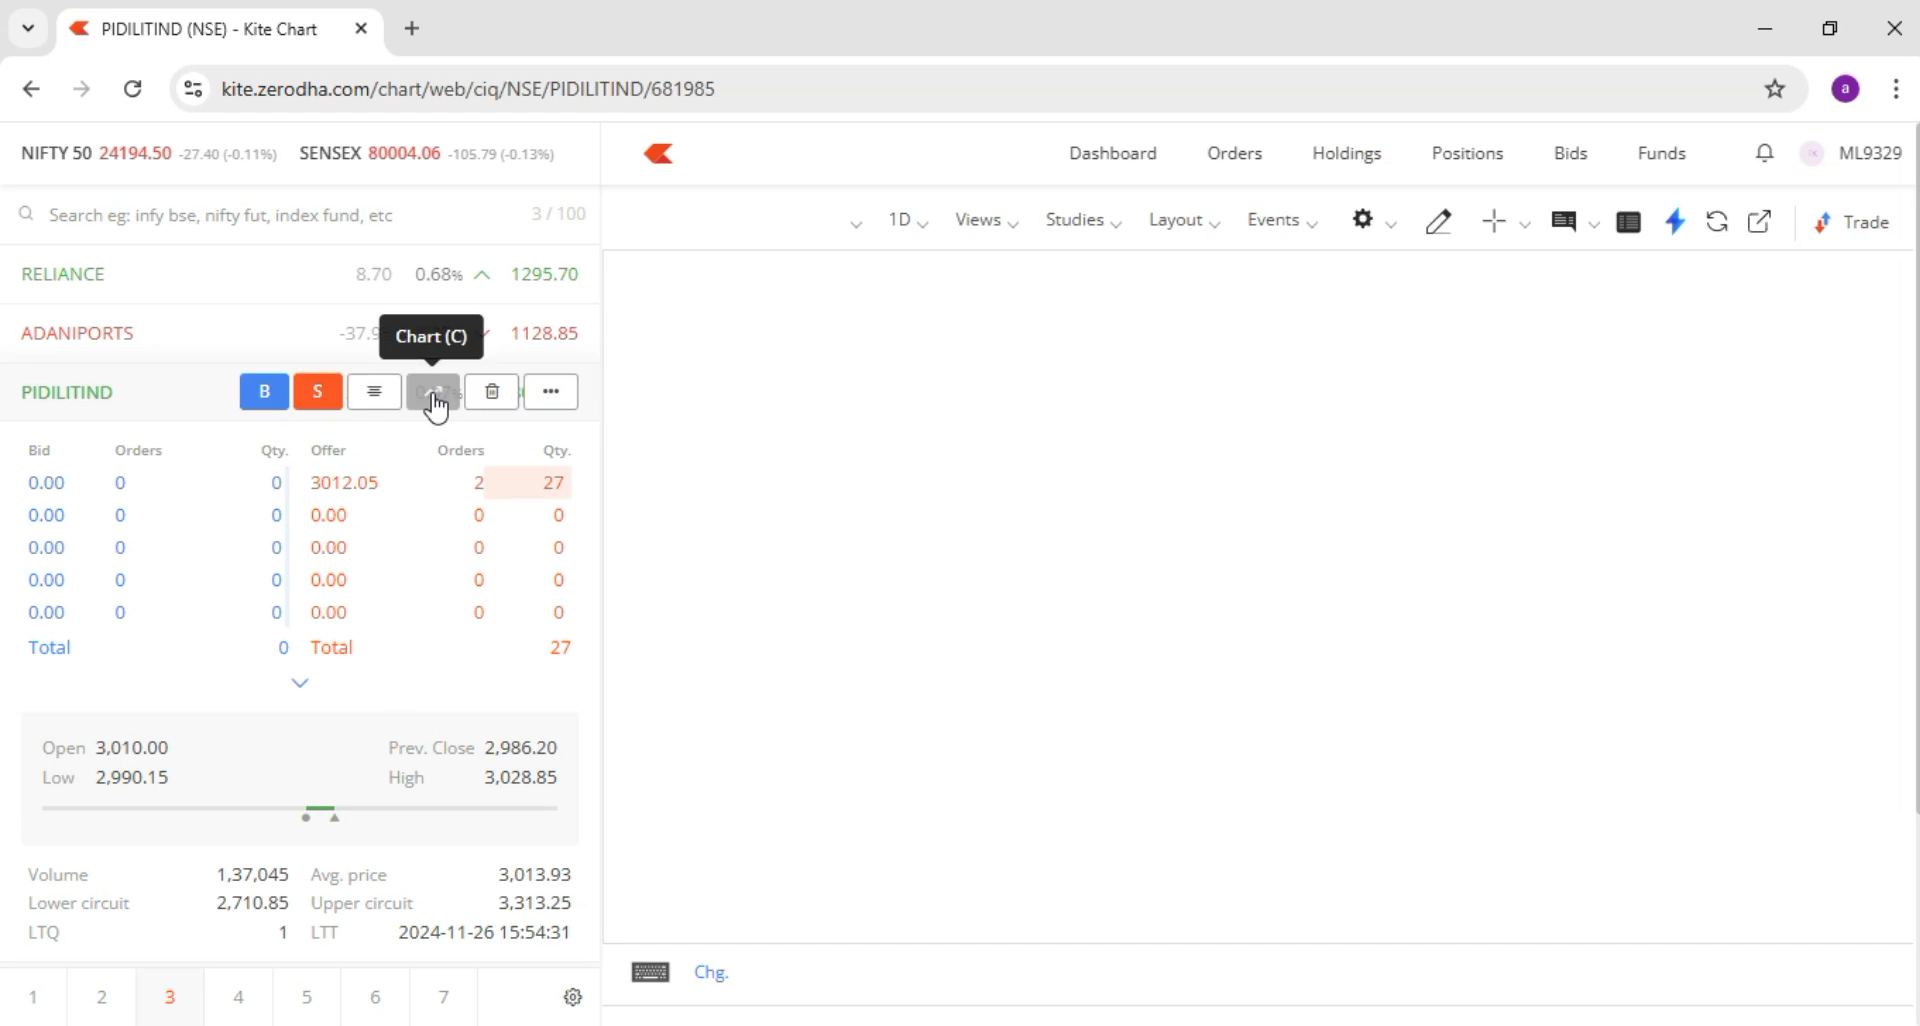 PIDILITIND (NSE) - Kite Chart
kite.zerodha.com/chart/web/ciq/NSE/PIDILITIND/681985
a
NIFTY 50 24194.50 -27.40 (-0.11%) SENSEX 80004.06 -105.79 (-0.13%)
Dashboard Orders Holdings Positions Bids Funds ML9329
Search eg: infy bse, nifty fut, index fund, etc 3 / 100
1D Views Studies Layout Events Trade
RELIANCE 8.70 0.68% 1295.70
ADANIPORTS -37.9 1128.85
Chart (C)
PIDILITIND B S
Bid Orders Qty. Offer Orders Qty.
0.00 0 0 3012.05 2 27
0.00 0 0 0.00 0 0
0.00 0 0 0.00 0 0
0.00 0 0 0.00 0 0
0.00 0 0 0.00 0 0
Total 0 Total 27
Open 3,010.00 Prev. Close 2,986.20
Low 2,990.15 High 3,028.85
Volume 1,37,045 Avg. price 3,013.93
Lower circuit 2,710.85 Upper circuit 3,313.25
LTQ 1 LTT 2024-11-26 15:54:31
Chg.
1 2 3 4 5 6 7